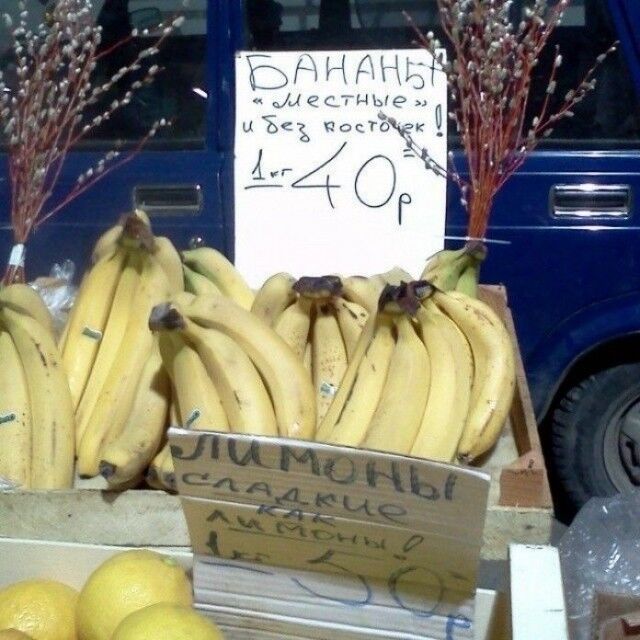 БАНАНЫ
«местные»
и без косточек!
1кг 40р
ЛИМОНЫ
СЛАДКИЕ
КАК
ЛИМОНЫ!
1кг 50р